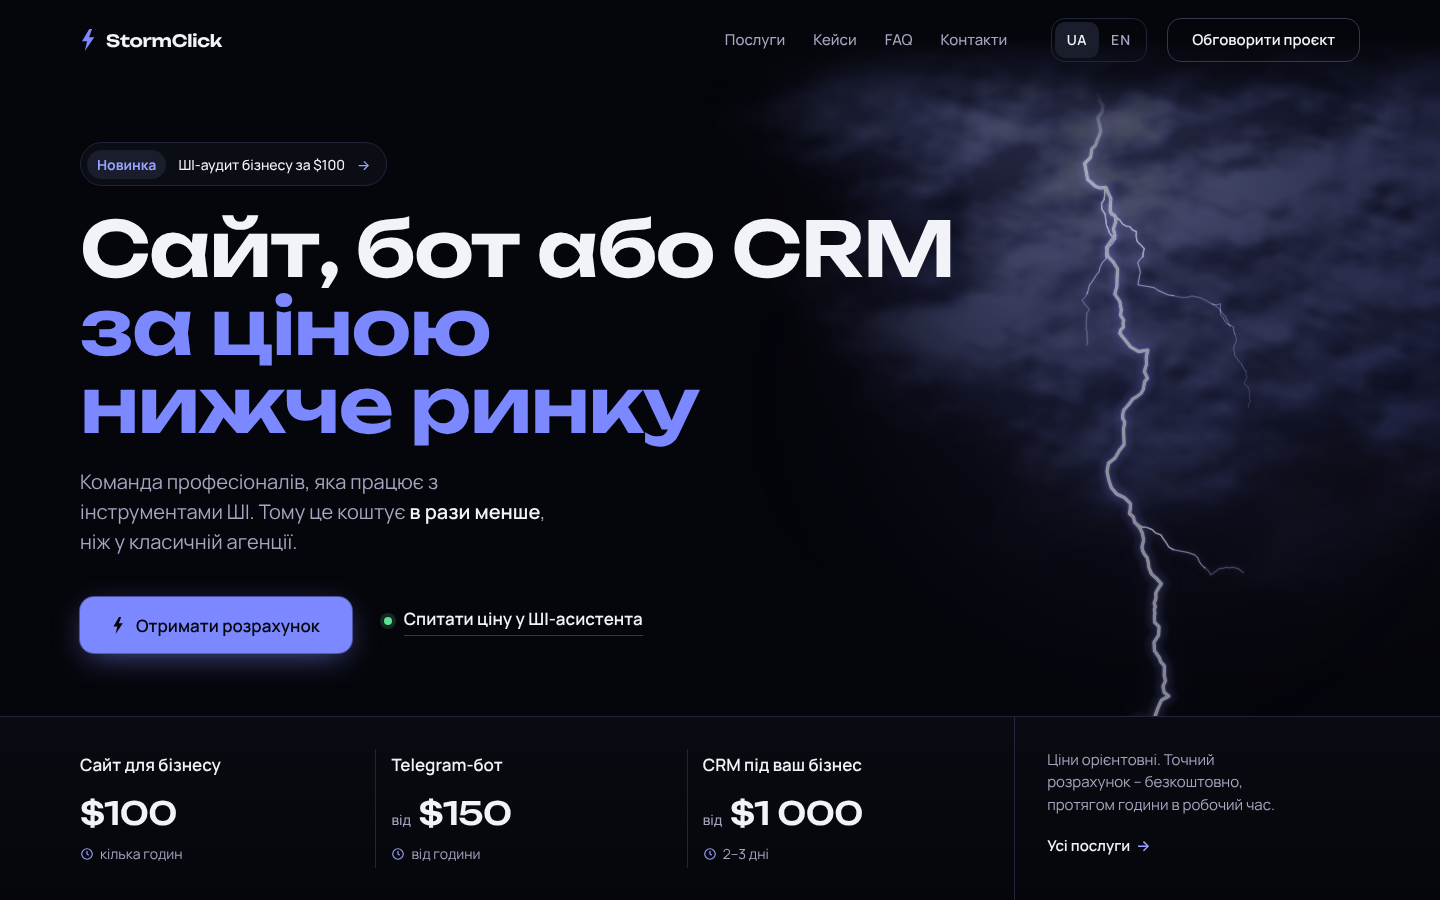 StormClick
Послуги
Кейси
FAQ
Контакти
UA
EN
Обговорити проєкт
Новинка
ШІ-аудит бізнесу за $100 →
Сайт, бот або CRM
за ціною
нижче ринку
Команда професіоналів, яка працює з
інструментами ШІ. Тому це коштує в рази менше,
ніж у класичній агенції.
Отримати розрахунок
Спитати ціну у ШІ-асистента
Сайт для бізнесу
$100
кілька годин
Telegram-бот
від $150
від години
CRM під ваш бізнес
від $1 000
2–3 дні
Ціни орієнтовні. Точний
розрахунок – безкоштовно,
протягом години в робочий час.
Усі послуги →